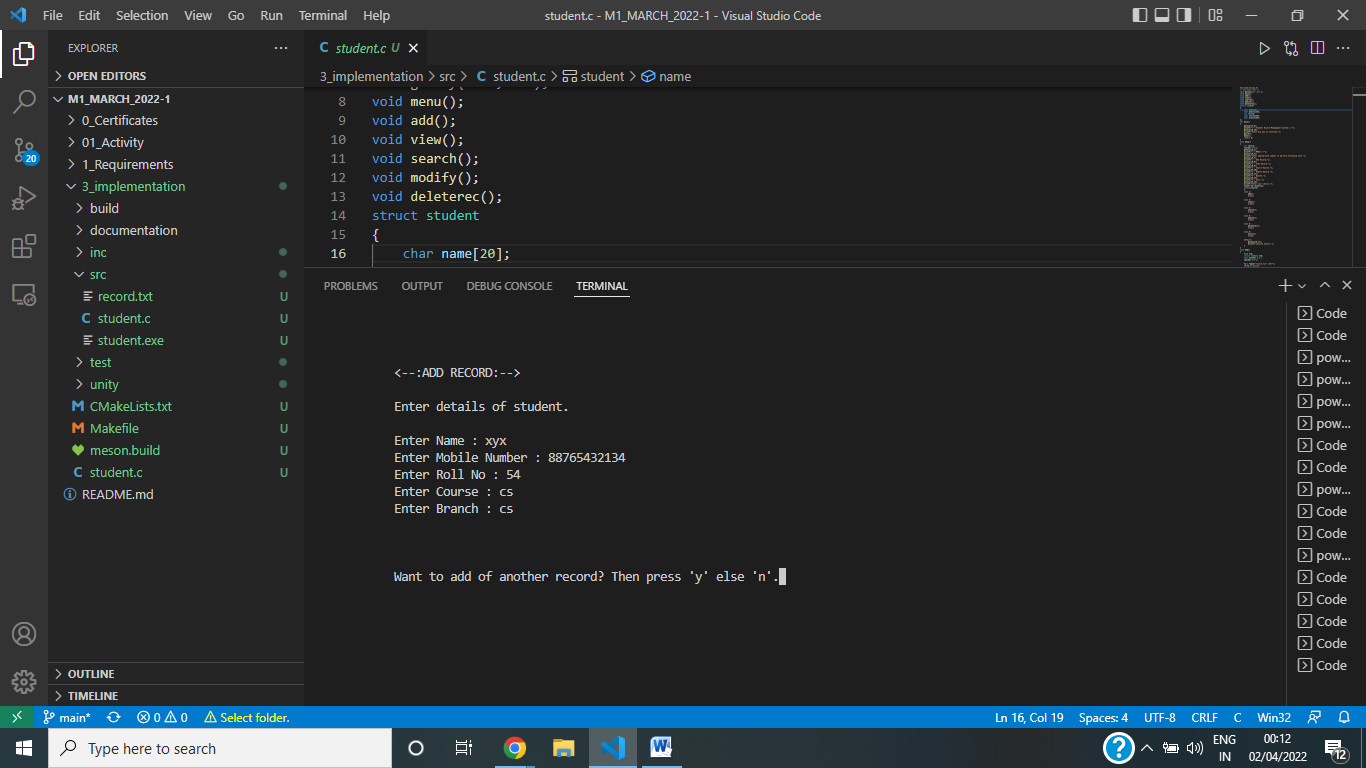 File Edit Selection View Go Run Terminal Help student.c - M1_MARCH_2022-1 - Visual Studio Code
EXPLORER
OPEN EDITORS
M1_MARCH_2022-1
0_Certificates
01_Activity
1_Requirements
3_implementation
build
documentation
inc
src
record.txt U
student.c U
student.exe U
test
unity
CMakeLists.txt U
Makefile U
meson.build U
student.c U
README.md
OUTLINE
TIMELINE
20
student.c U
3_implementation > src > C student.c > student > name
8 void menu();
9 void add();
10 void view();
11 void search();
12 void modify();
13 void deleterec();
14 struct student
15 {
16 char name[20];
PROBLEMS OUTPUT DEBUG CONSOLE TERMINAL
<--:ADD RECORD:-->
Enter details of student.
Enter Name : xyx
Enter Mobile Number : 88765432134
Enter Roll No : 54
Enter Course : cs
Enter Branch : cs
Want to add of another record? Then press 'y' else 'n'.
Code
Code
pow...
pow...
pow...
pow...
Code
Code
pow...
Code
Code
pow...
Code
Code
Code
Code
Code
main* 0 0 Select folder. Ln 16, Col 19 Spaces: 4 UTF-8 CRLF C Win32
Type here to search
ENG
IN
00:12
02/04/2022
12